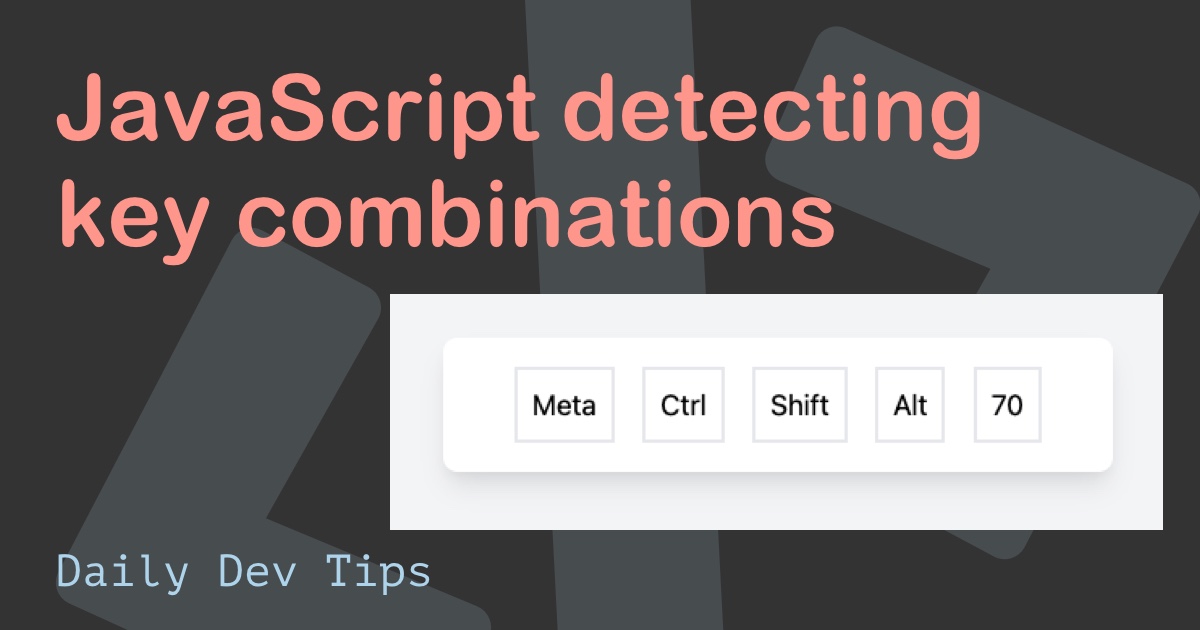 JavaScript detecting
key combinations
Meta Ctrl Shift Alt 70
Daily Dev Tips